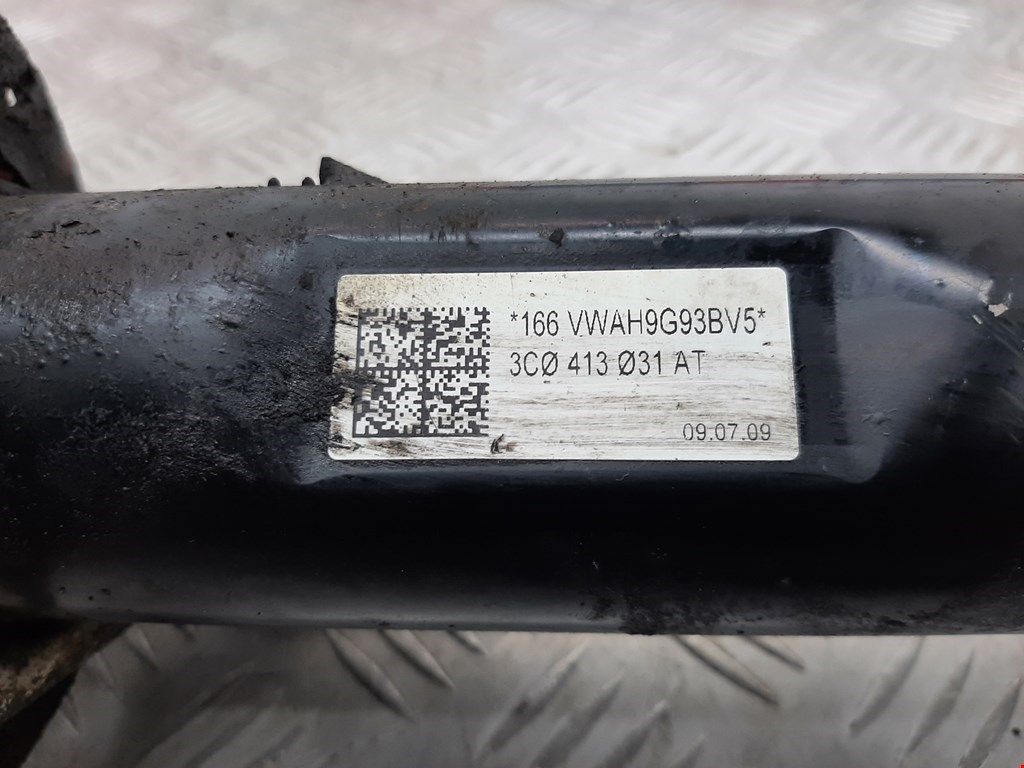 *166 VWAH9G93BV5*
3CØ 413 Ø31 AT
09.07.09